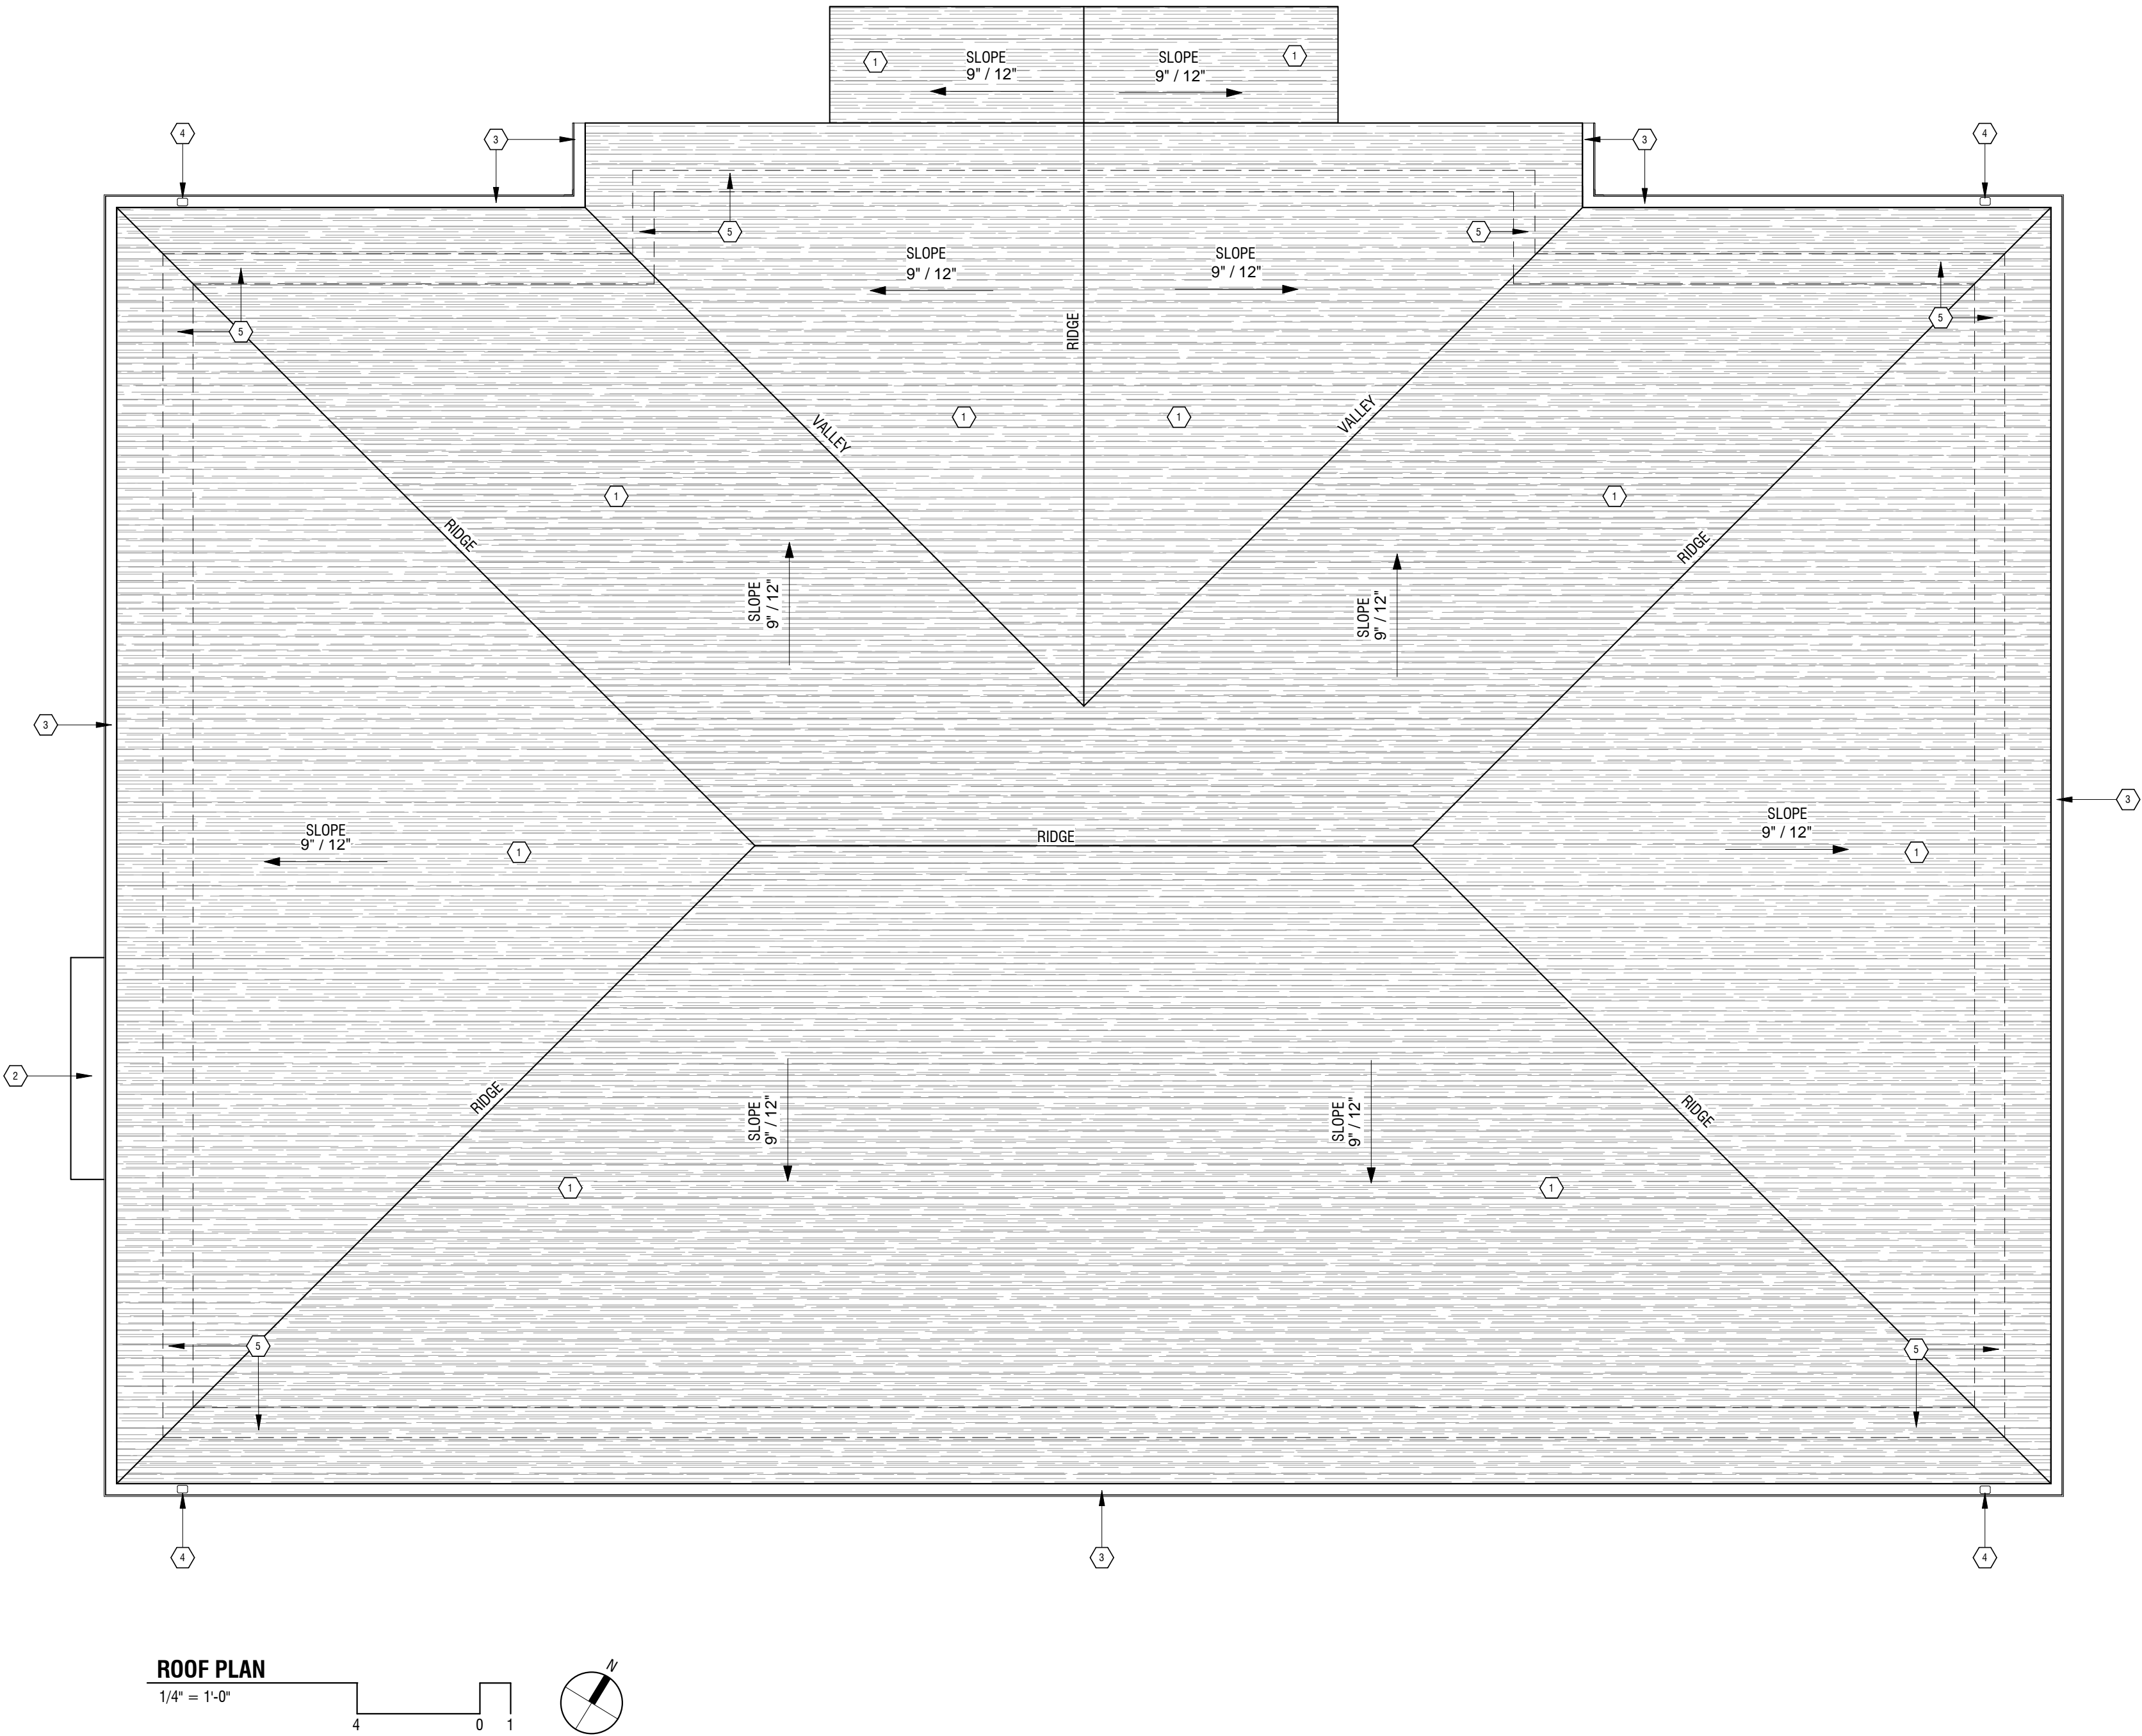 1
SLOPE
9" / 12"
SLOPE
9" / 12"
1
4
3
3
4
5
5
SLOPE
9" / 12"
SLOPE
9" / 12"
5
RIDGE
5
VALLEY
1
1
VALLEY
RIDGE
1
1
RIDGE
SLOPE
9" / 12"
SLOPE
9" / 12"
3
3
SLOPE
9" / 12"
1
RIDGE
SLOPE
9" / 12"
1
2
RIDGE
SLOPE
9" / 12"
SLOPE
9" / 12"
RIDGE
1
1
5
5
4
3
4
ROOF PLAN
1/4" = 1'-0"
4 0 1
N